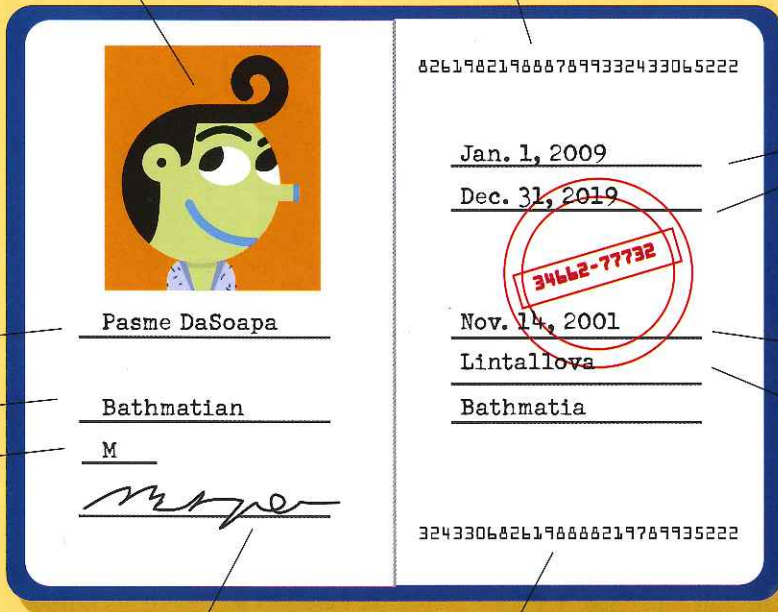 Pasme DaSoapa
Bathmatian
M
8261982198887899332433065222
Jan. 1, 2009
Dec. 31, 2019
34662-77732
Nov. 14, 2001
Lintallova
Bathmatia
3243306826198888219789935222